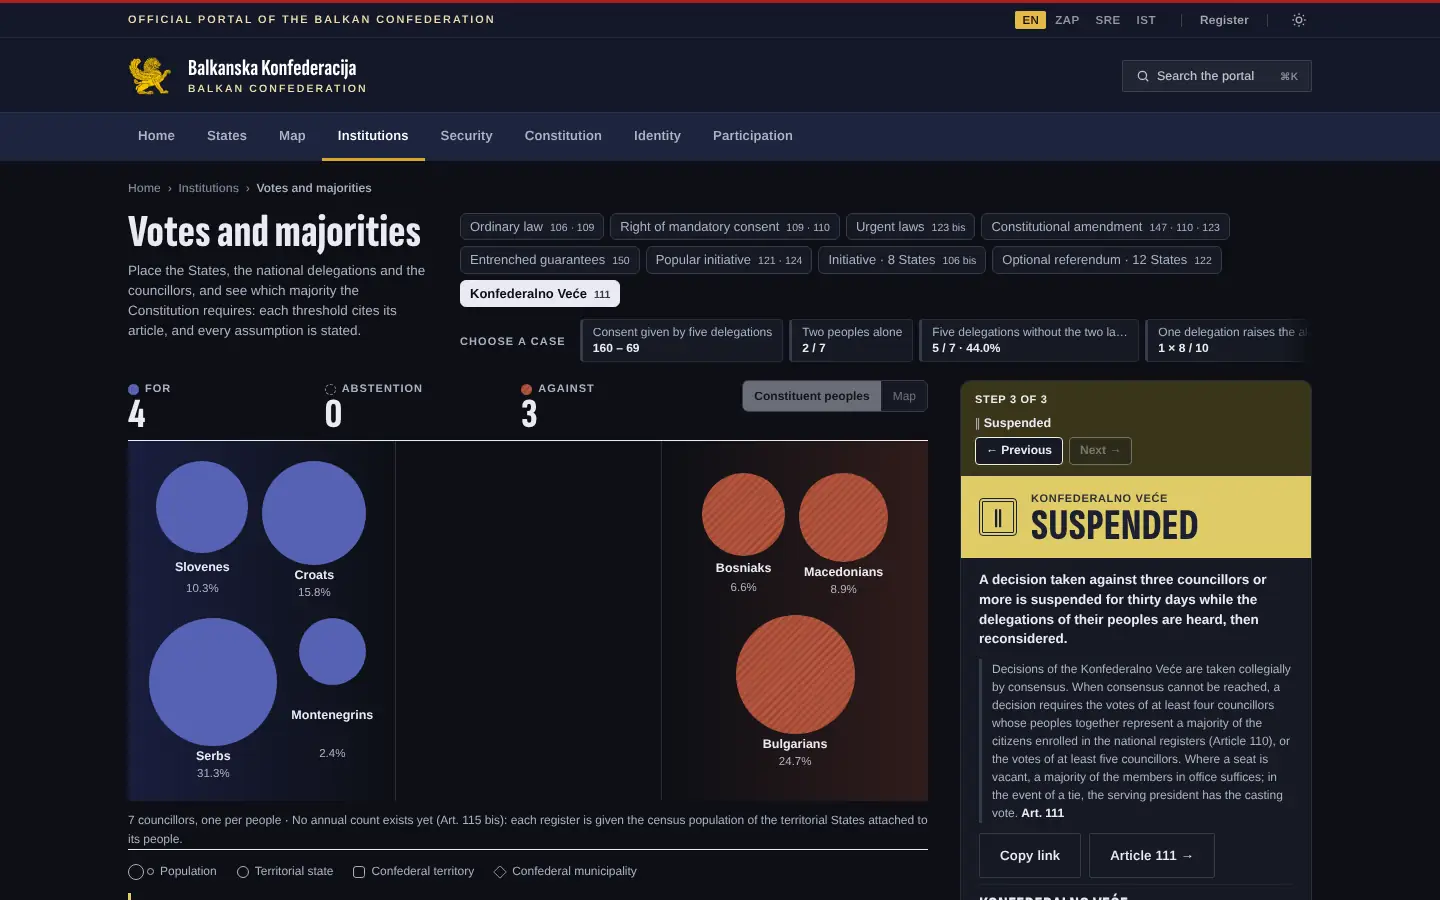 OFFICIAL PORTAL OF THE BALKAN CONFEDERATION
EN ZAP SRE IST Register
Balkanska Konfederacija
BALKAN CONFEDERATION
Search the portal ⌘K
Home States Map Institutions Security Constitution Identity Participation
Home › Institutions › Votes and majorities
Votes and majorities
Place the States, the national delegations and the
councillors, and see which majority the
Constitution requires: each threshold cites its
article, and every assumption is stated.
Ordinary law 106 · 109
Right of mandatory consent 109 · 110
Urgent laws 123 bis
Constitutional amendment 147 · 110 · 123
Entrenched guarantees 150
Popular initiative 121 · 124
Initiative · 8 States 106 bis
Optional referendum · 12 States 122
Konfederalno Veće 111
CHOOSE A CASE
Consent given by five delegations
160 – 69
Two peoples alone
2 / 7
Five delegations without the two la…
5 / 7 · 44.0%
One delegation raises the
1 × 8 / 10
FOR
4
ABSTENTION
0
AGAINST
3
Constituent peoples Map
Slovenes
10.3%
Croats
15.8%
Serbs
31.3%
Montenegrins
2.4%
Bosniaks
6.6%
Macedonians
8.9%
Bulgarians
24.7%
7 councillors, one per people · No annual count exists yet (Art. 115 bis): each register is given the census population of the territorial States attached to
its people.
Population Territorial state Confederal territory Confederal municipality
STEP 3 OF 3
|| Suspended
← Previous Next →
KONFEDERALNO VEĆE
SUSPENDED
A decision taken against three councillors or
more is suspended for thirty days while the
delegations of their peoples are heard, then
reconsidered.
Decisions of the Konfederalno Veće are taken collegially
by consensus. When consensus cannot be reached, a
decision requires the votes of at least four councillors
whose peoples together represent a majority of the
citizens enrolled in the national registers (Article 110), or
the votes of at least five councillors. Where a seat is
vacant, a majority of the members in office suffices; in
the event of a tie, the serving president has the casting
vote. Art. 111
Copy link Article 111 →
KONFEDERALNO VEĆE